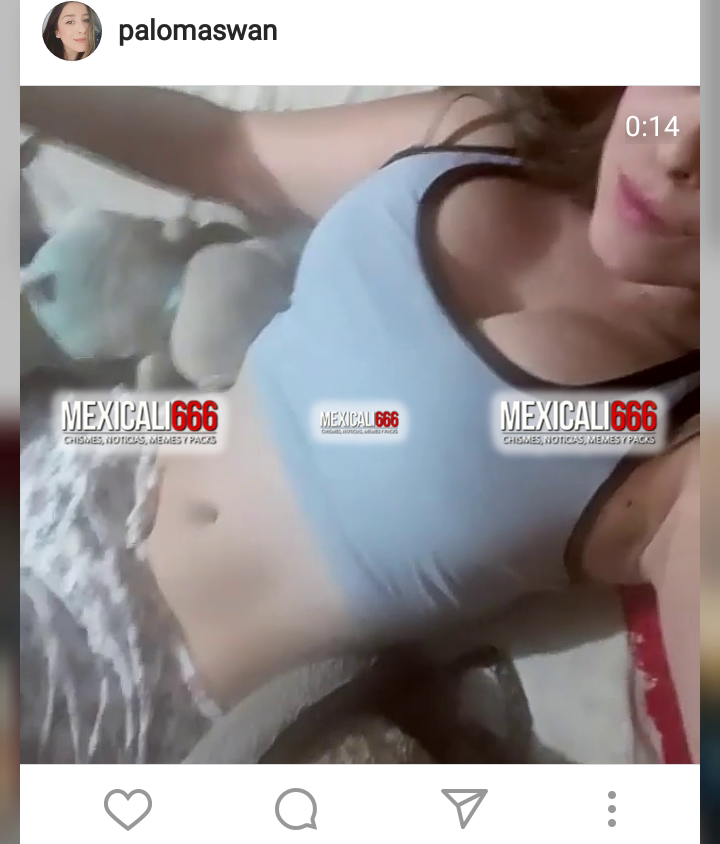 palomaswan
0:14
MEXICALI666
CHISMES, NOTICIAS, MEMES Y PACKS
MEXICALI666
CHISMES, NOTICIAS, MEMES Y PACKS
MEXICALI666
CHISMES, NOTICIAS, MEMES Y PACKS